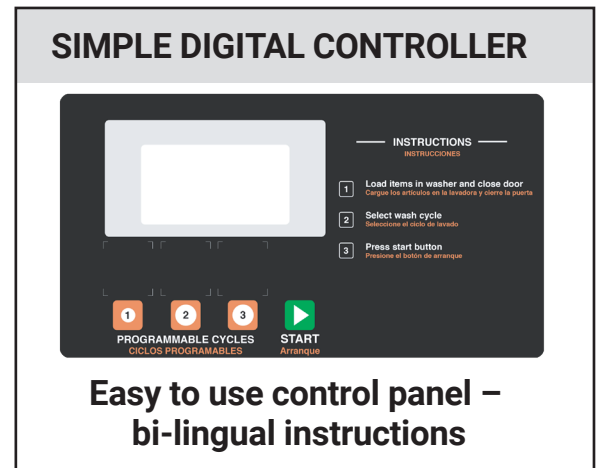 SIMPLE DIGITAL CONTROLLER
INSTRUCTIONS
INSTRUCCIONES
1 Load items in washer and close door
Cargue los artículos en la lavadora y cierre la puerta
2 Select wash cycle
Seleccione el ciclo de lavado
3 Press start button
Presione el botón de arranque
1 2 3
PROGRAMMABLE CYCLES
CICLOS PROGRAMABLES
START
Arranque
Easy to use control panel –
bi-lingual instructions